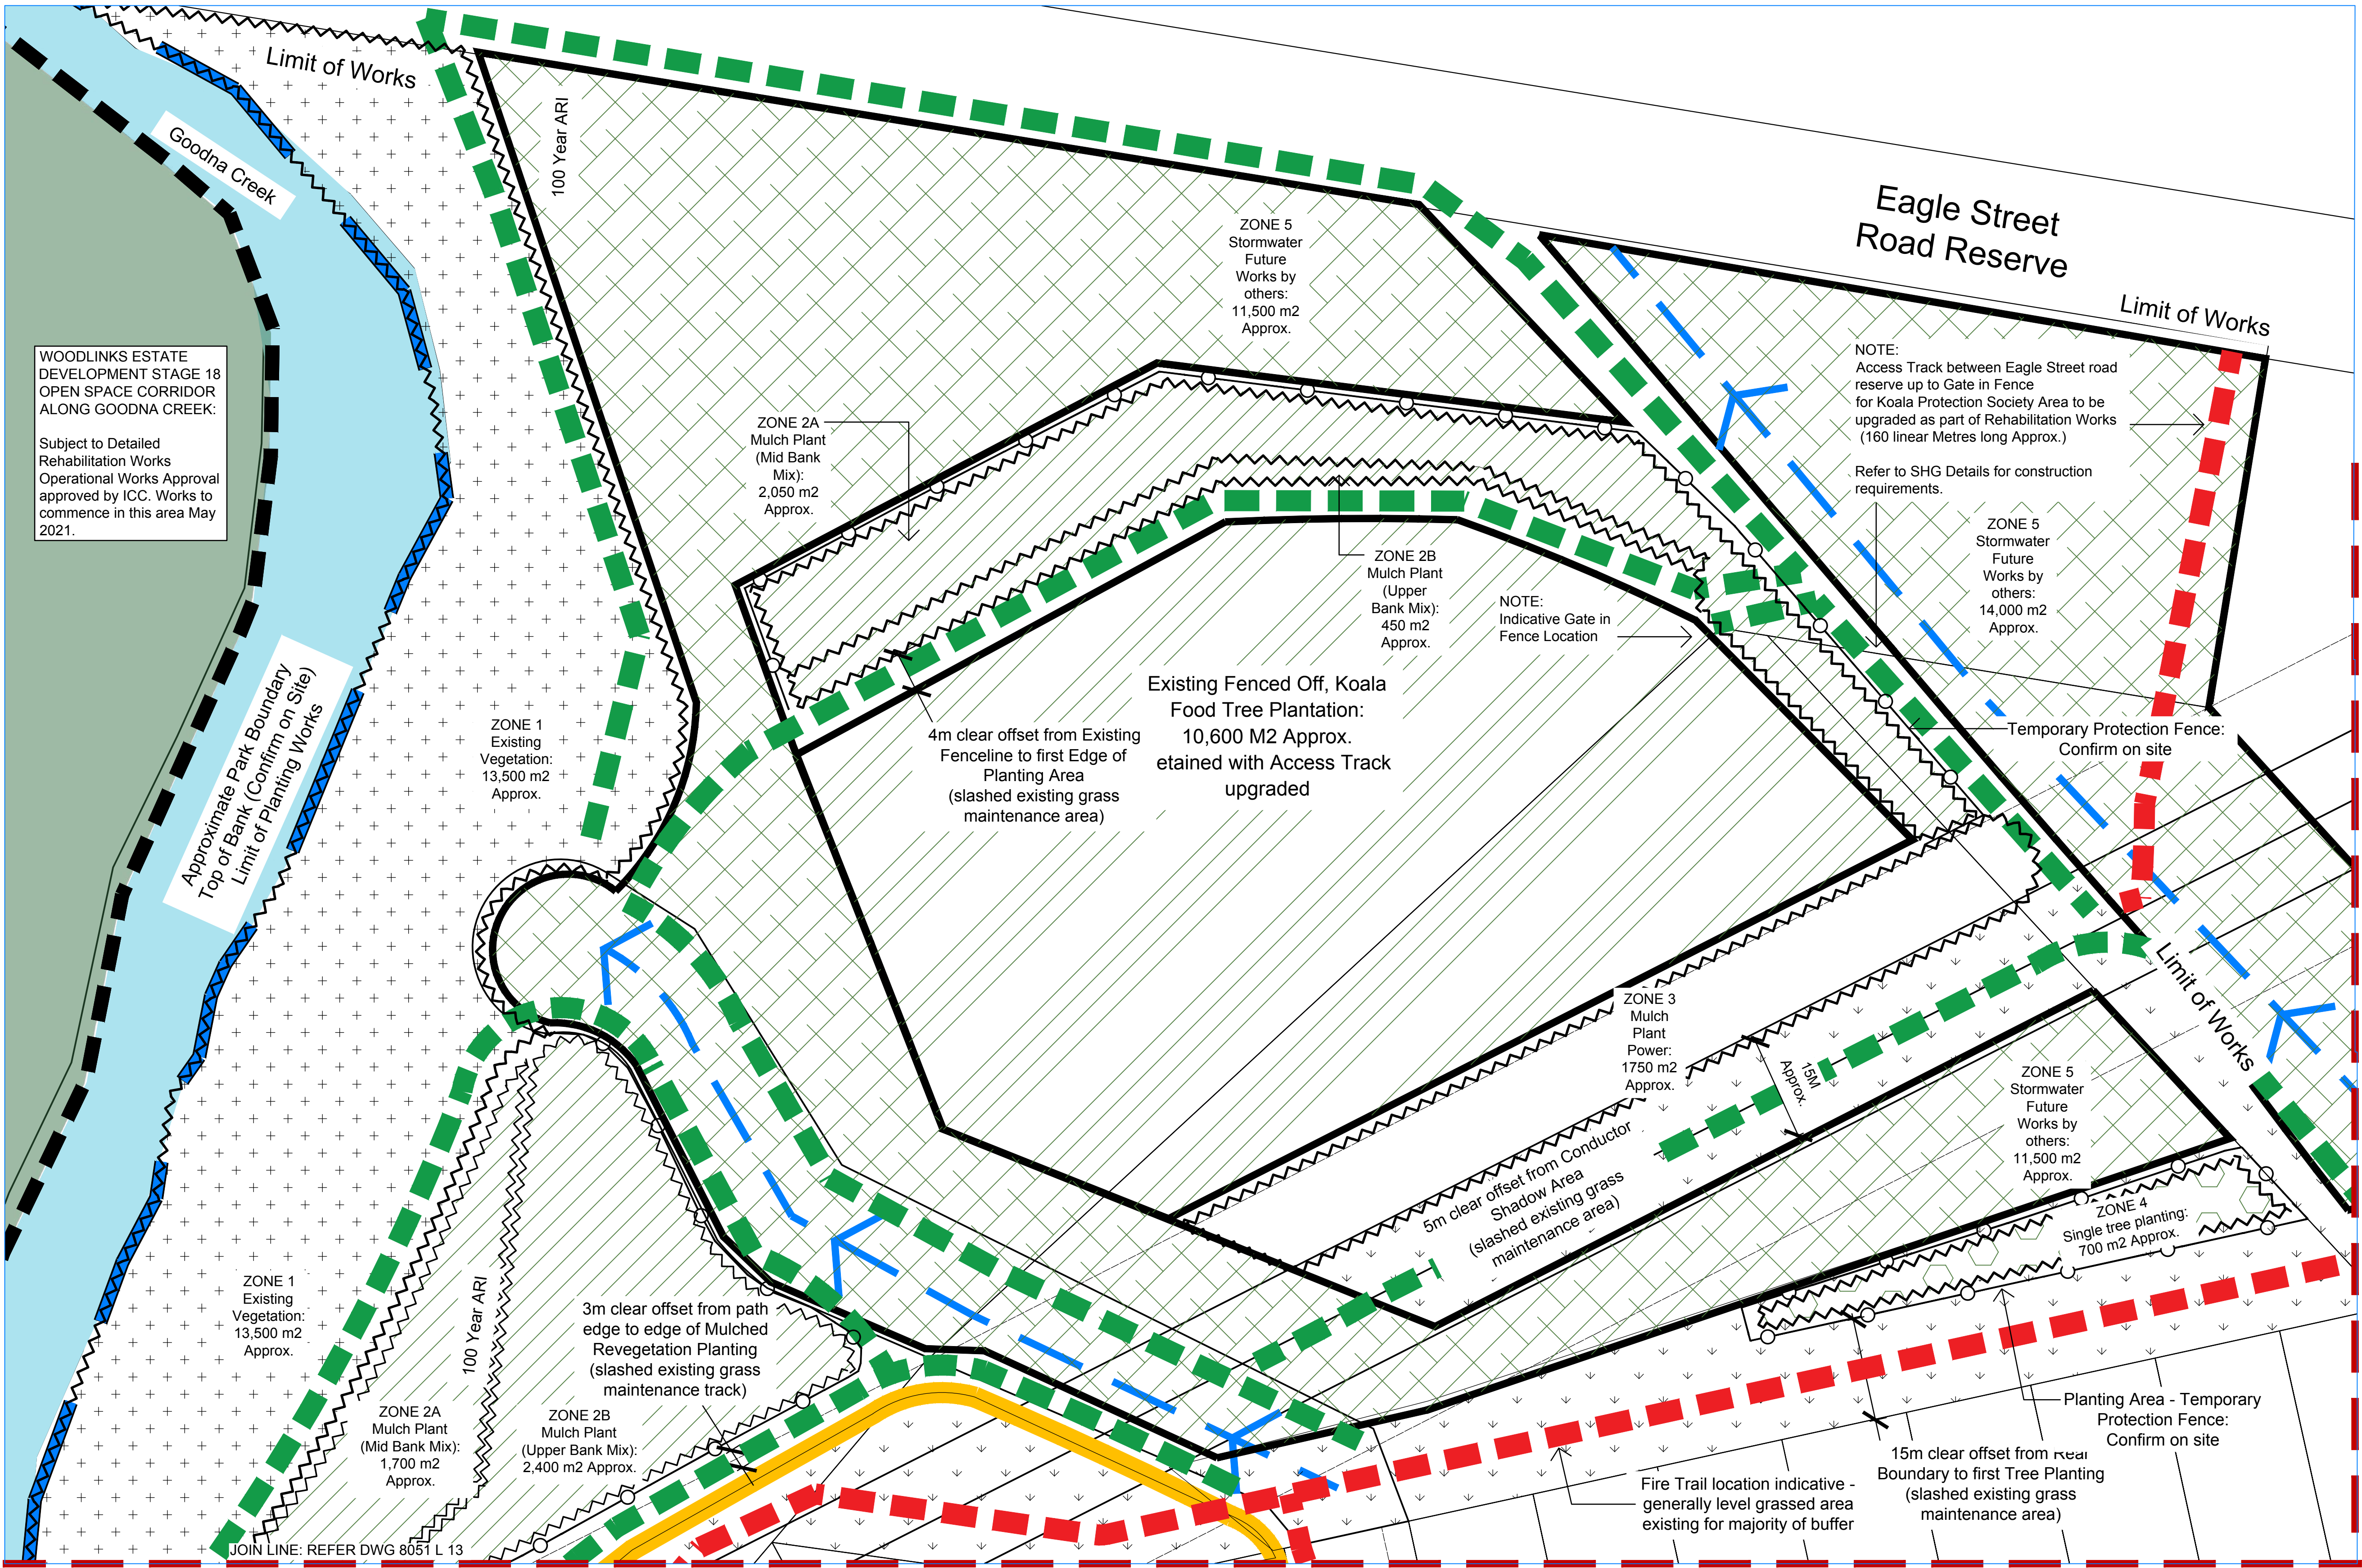 Limit of Works
Goodna Creek
100 Year ARI
Eagle Street
Road Reserve
Limit of Works
ZONE 5
Stormwater
Future
Works by
others:
11,500 m2
Approx.
WOODLINKS ESTATE
DEVELOPMENT STAGE 18
OPEN SPACE CORRIDOR
ALONG GOODNA CREEK:
Subject to Detailed
Rehabilitation Works
Operational Works Approval
approved by ICC. Works to
commence in this area May
2021.
NOTE:
Access Track between Eagle Street road
reserve up to Gate in Fence
for Koala Protection Society Area to be
upgraded as part of Rehabilitation Works
(160 linear Metres long Approx.)
Refer to SHG Details for construction
requirements.
ZONE 2A
Mulch Plant
(Mid Bank
Mix):
2,050 m2
Approx.
ZONE 2B
Mulch Plant
(Upper
Bank Mix):
450 m2
Approx.
NOTE:
Indicative Gate in
Fence Location
ZONE 5
Stormwater
Future
Works by
others:
14,000 m2
Approx.
Approximate Park Boundary
Top of Bank (Confirm on Site)
Limit of Planting Works
ZONE 1
Existing
Vegetation:
13,500 m2
Approx.
4m clear offset from Existing
Fenceline to first Edge of
Planting Area
(slashed existing grass
maintenance area)
Existing Fenced Off, Koala
Food Tree Plantation:
10,600 M2 Approx.
etained with Access Track
upgraded
Temporary Protection Fence:
Confirm on site
Limit of Works
ZONE 3
Mulch
Plant
Power:
1750 m2
Approx.
15M
Approx.
5m clear offset from Conductor
Shadow Area
(slashed existing grass
maintenance area)
ZONE 5
Stormwater
Future
Works by
others:
11,500 m2
Approx.
ZONE 4
Single tree planting:
700 m2 Approx.
ZONE 1
Existing
Vegetation:
13,500 m2
Approx.
100 Year ARI
3m clear offset from path
edge to edge of Mulched
Revegetation Planting
(slashed existing grass
maintenance track)
ZONE 2A
Mulch Plant
(Mid Bank Mix):
1,700 m2
Approx.
ZONE 2B
Mulch Plant
(Upper Bank Mix):
2,400 m2 Approx.
Planting Area - Temporary
Protection Fence:
Confirm on site
15m clear offset from Rear
Boundary to first Tree Planting
(slashed existing grass
maintenance area)
Fire Trail location indicative -
generally level grassed area
existing for majority of buffer
JOIN LINE: REFER DWG 8051 L 13